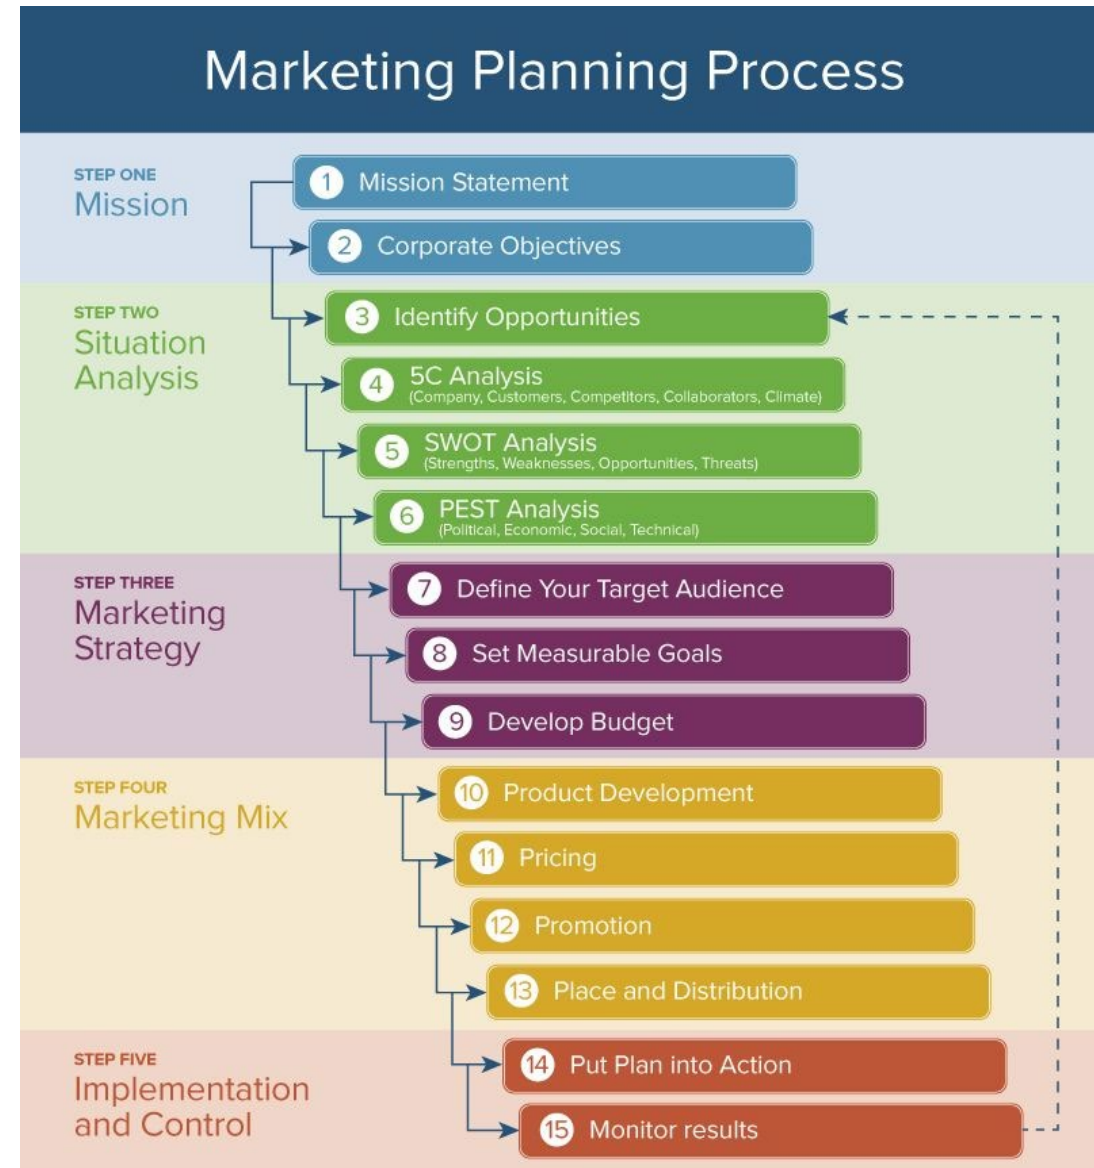 Marketing Planning Process
STEP ONE
Mission
1 Mission Statement
2 Corporate Objectives
STEP TWO
Situation
Analysis
3 Identify Opportunities
4 5C Analysis
(Company, Customers, Competitors, Collaborators, Climate)
5 SWOT Analysis
(Strengths, Weaknesses, Opportunities, Threats)
6 PEST Analysis
(Political, Economic, Social, Technical)
STEP THREE
Marketing
Strategy
7 Define Your Target Audience
8 Set Measurable Goals
9 Develop Budget
STEP FOUR
Marketing Mix
10 Product Development
11 Pricing
12 Promotion
13 Place and Distribution
STEP FIVE
Implementation
and Control
14 Put Plan into Action
15 Monitor results